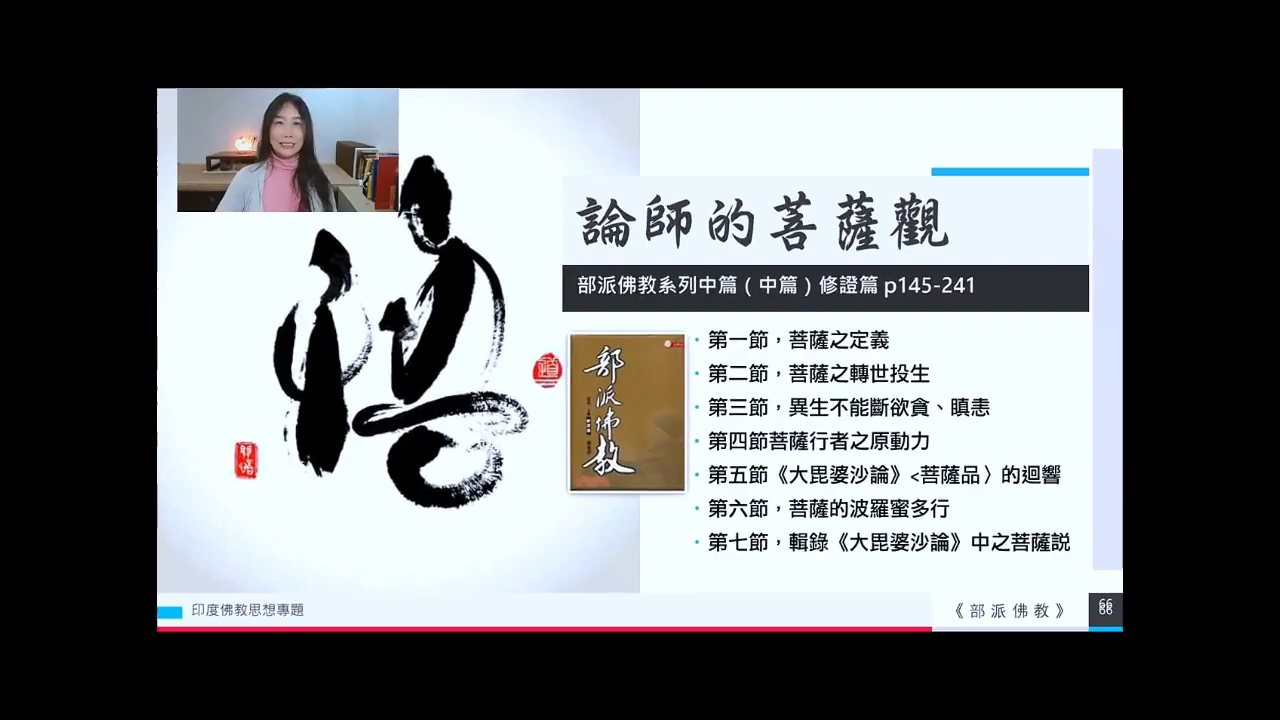 論師的菩薩觀
部派佛教系列中篇（中篇）修證篇 p145-241
部派佛教
• 第一節，菩薩之定義
• 第二節，菩薩之轉世投生
• 第三節，異生不能斷欲貪、瞋恚
• 第四節菩薩行者之原動力
• 第五節《大毘婆沙論》<菩薩品〉的迴響
• 第六節，菩薩的波羅蜜多行
• 第七節，輯錄《大毘婆沙論》中之菩薩説
悟
道
印度佛教思想專題
《部派佛教》
66